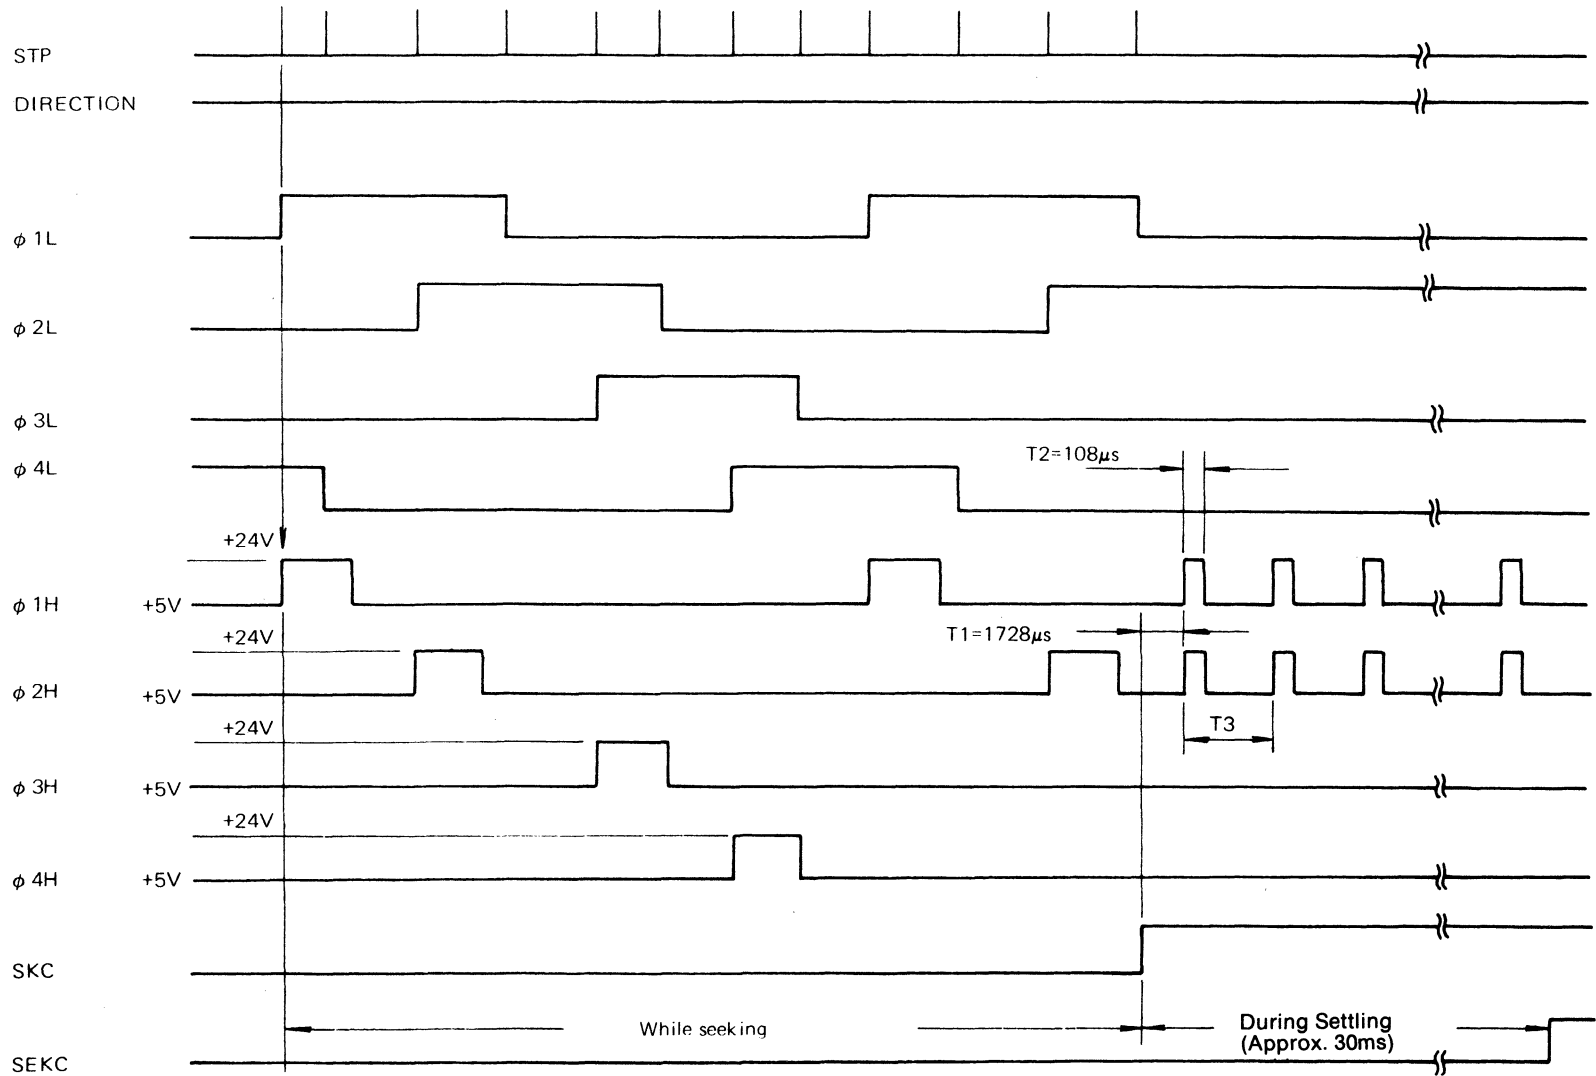 STP
DIRECTION
φ 1L
φ 2L
φ 3L
φ 4L
T2=108μs
+24V
φ 1H +5V
+24V
T1=1728μs
φ 2H +5V
+24V
T3
φ 3H +5V
+24V
φ 4H +5V
SKC
While seeking
During Settling
(Approx. 30ms)
SEKC